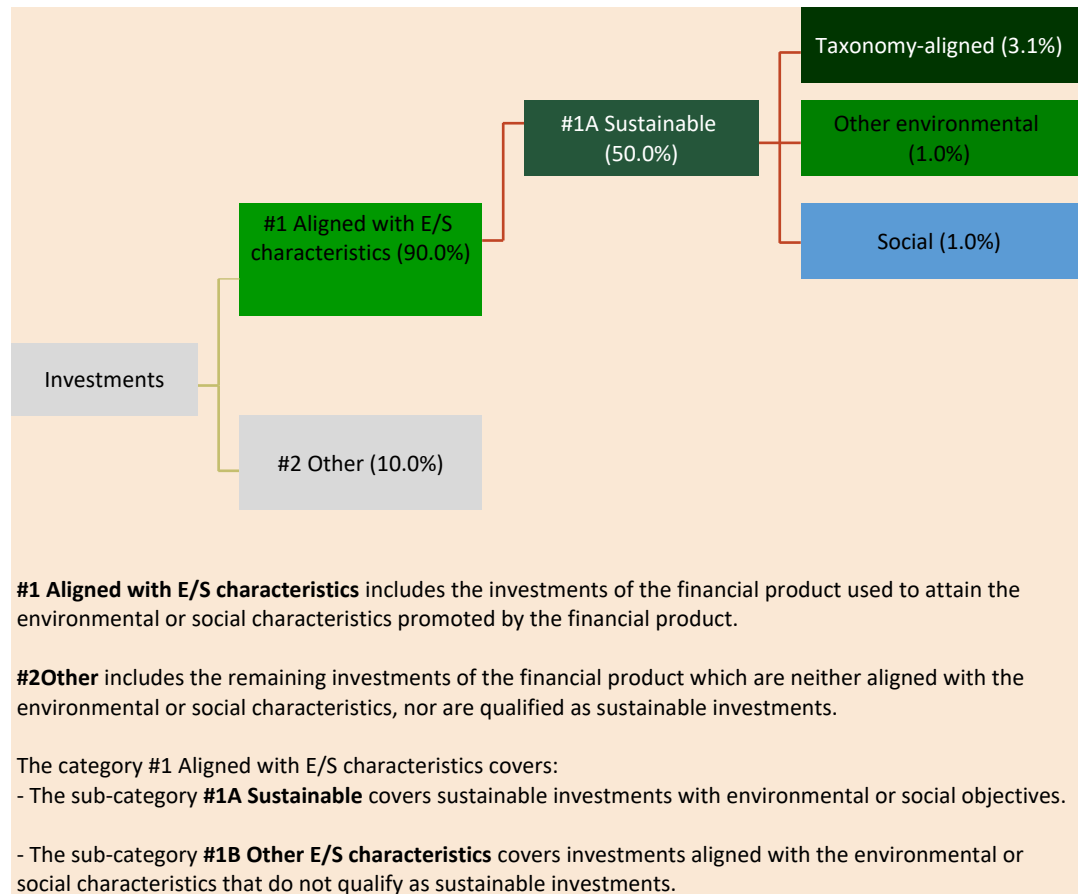 Taxonomy-aligned (3.1%)
#1A Sustainable
(50.0%)
Other environmental
(1.0%)
#1 Aligned with E/S
characteristics (90.0%)
Social (1.0%)
Investments
#2 Other (10.0%)
#1 Aligned with E/S characteristics includes the investments of the financial product used to attain the
environmental or social characteristics promoted by the financial product.
#2Other includes the remaining investments of the financial product which are neither aligned with the
environmental or social characteristics, nor are qualified as sustainable investments.
The category #1 Aligned with E/S characteristics covers:
- The sub-category #1A Sustainable covers sustainable investments with environmental or social objectives.
- The sub-category #1B Other E/S characteristics covers investments aligned with the environmental or
social characteristics that do not qualify as sustainable investments.